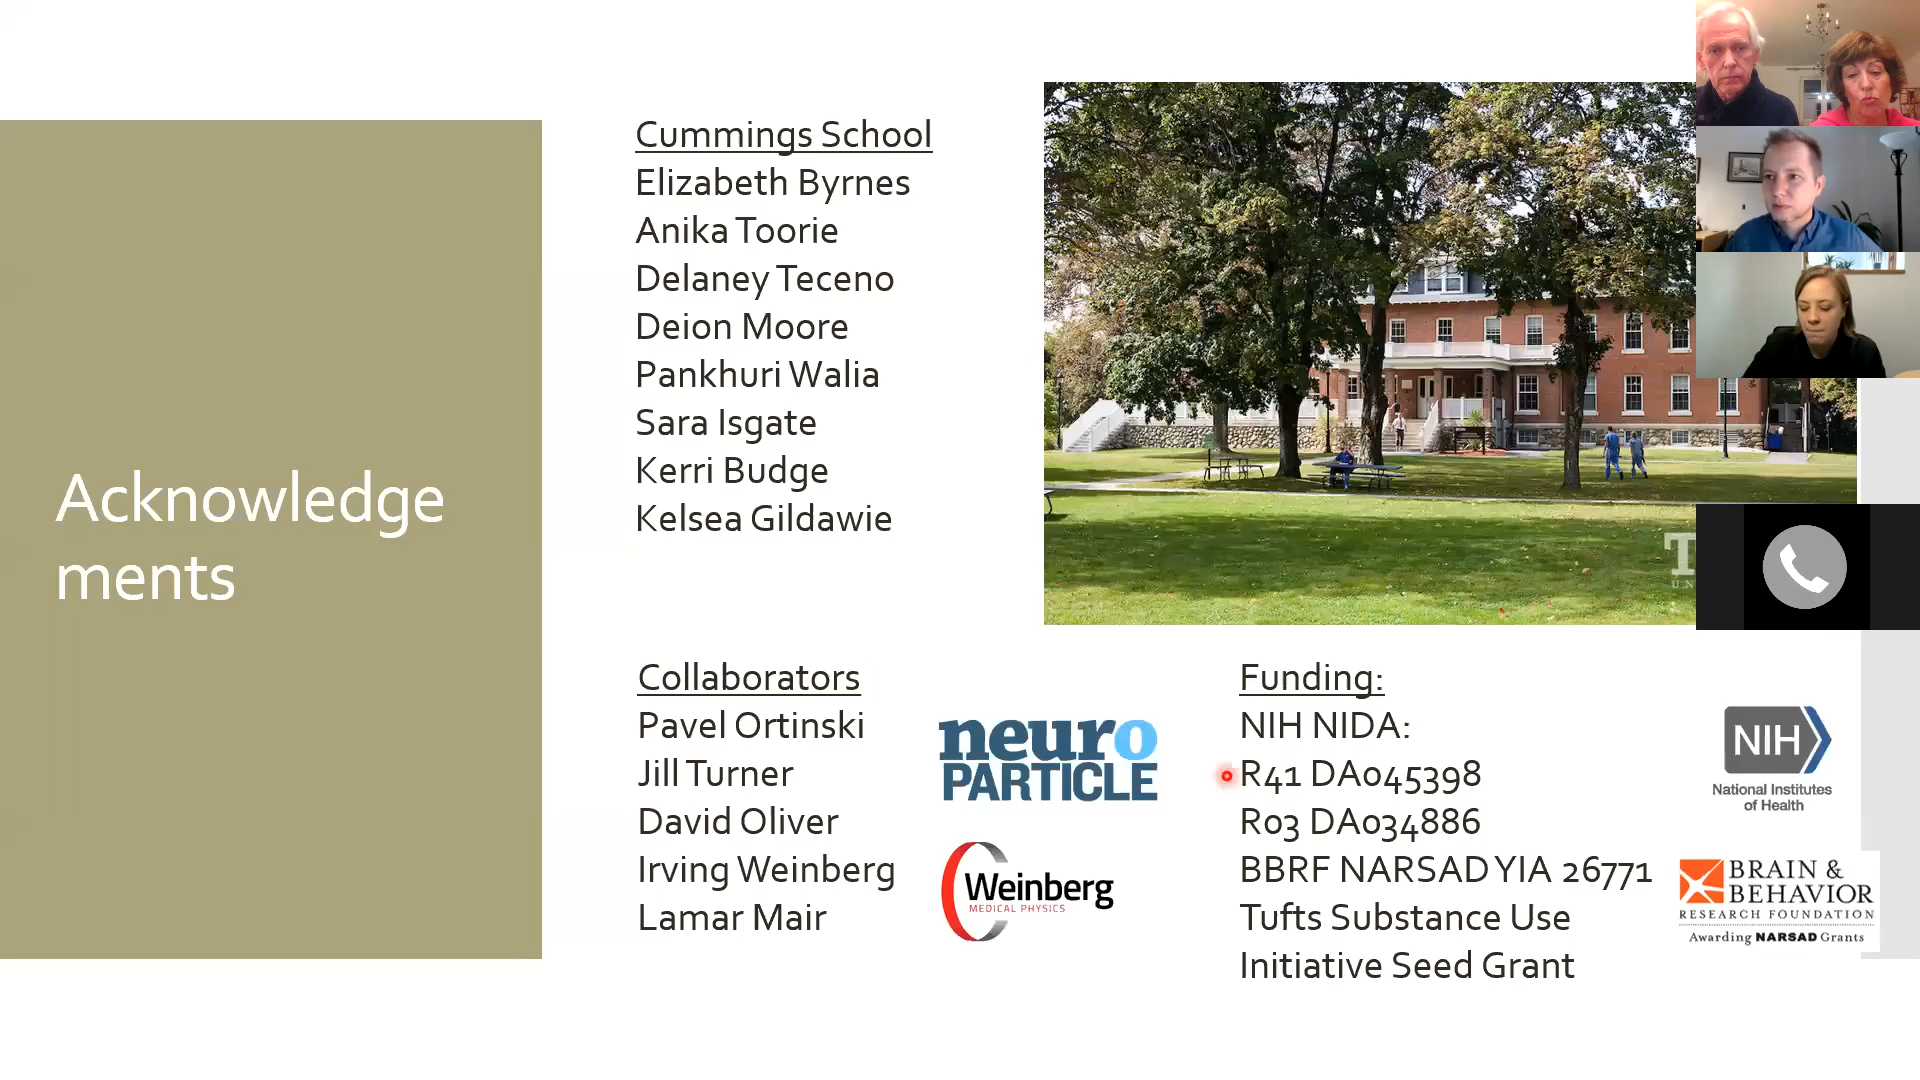 Acknowledge
ments
Cummings School
Elizabeth Byrnes
Anika Toorie
Delaney Teceno
Deion Moore
Pankhuri Walia
Sara Isgate
Kerri Budge
Kelsea Gildawie
Collaborators
Pavel Ortinski
Jill Turner
David Oliver
Irving Weinberg
Lamar Mair
neuro
PARTICLE
Weinberg
MEDICAL PHYSICS
Funding:
NIH NIDA:
R41 DA045398
R03 DA034886
BBRF NARSAD YIA 26771
Tufts Substance Use
Initiative Seed Grant
NIH
National Institutes
of Health
BRAIN &
BEHAVIOR
RESEARCH FOUNDATION
Awarding NARSAD Grants